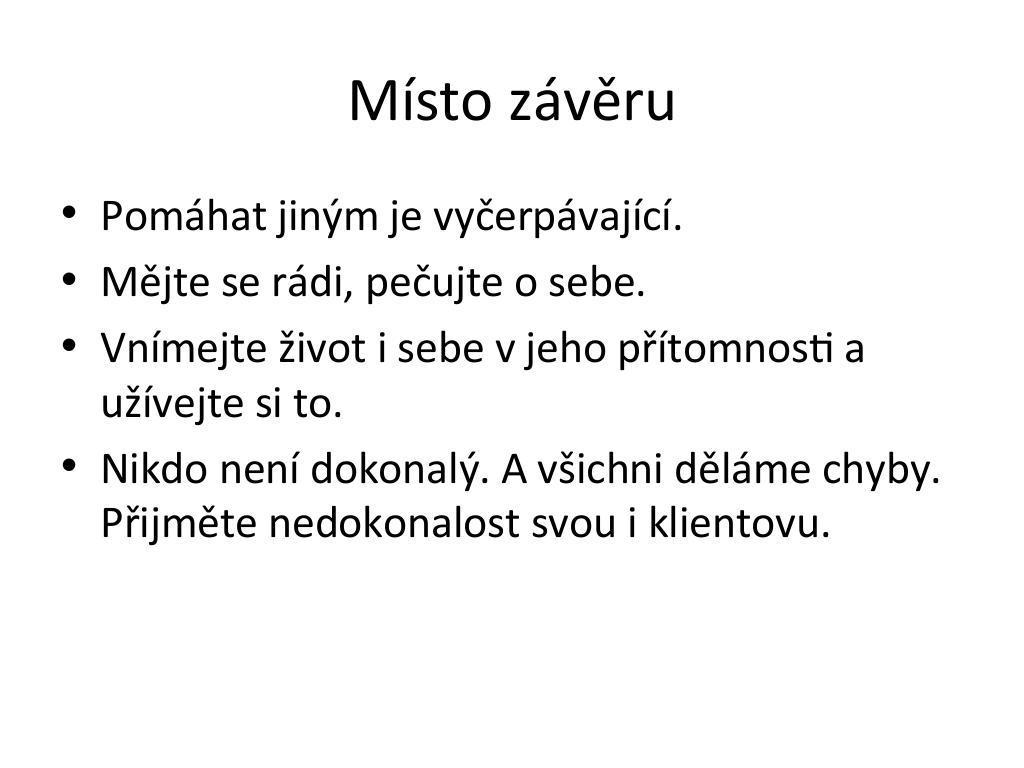 Místo závěru
• Pomáhat jiným je vyčerpávající.
• Mějte se rádi, pečujte o sebe.
• Vnímejte život i sebe v jeho přítomnosti a
užívejte si to.
• Nikdo není dokonalý. A všichni děláme chyby.
Přijměte nedokonalost svou i klientovu.